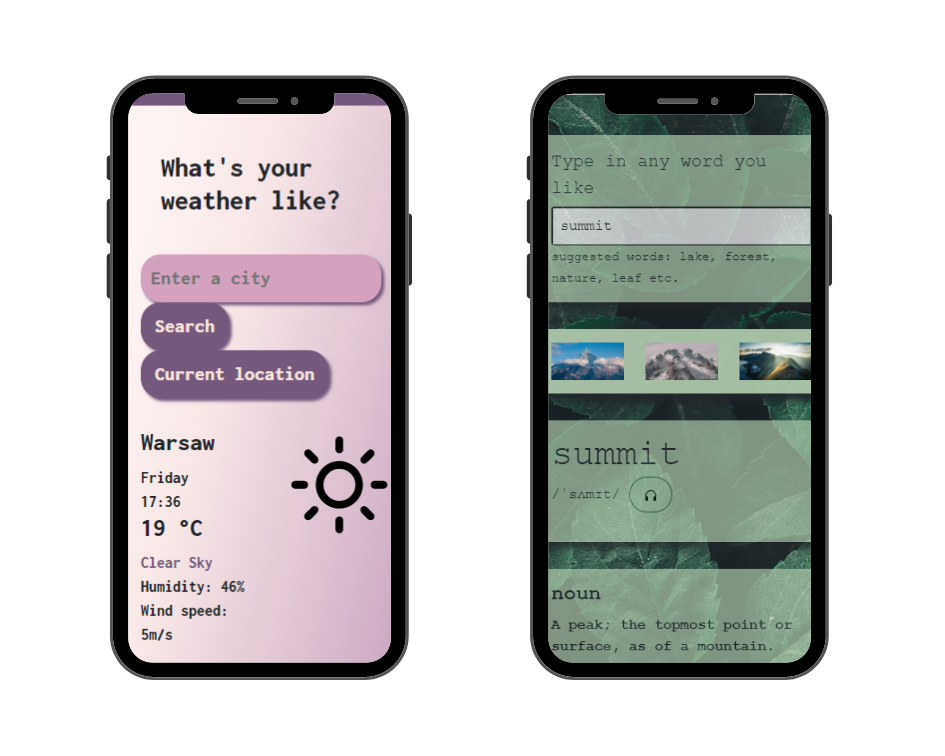 What's your
weather like?
Enter a city
Search
Current location
Warsaw
Friday
17:36
19 °C
Clear Sky
Humidity: 46%
Wind speed:
5m/s
Type in any word you
like
summit
suggested words: lake, forest,
nature, leaf etc.
summit
/ˈsʌmɪt/
noun
A peak; the topmost point or
surface, as of a mountain.